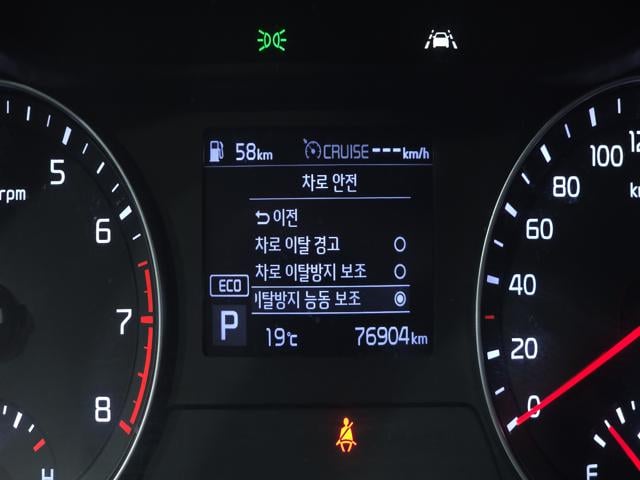 58km CRUISE ---km/h
차로 안전
이전
차로 이탈 경고
차로 이탈방지 보조
이탈방지 능동 보조
ECO
P
19℃ 76904km
rpm
5
6
7
8
H
100
80
60
40
20
0